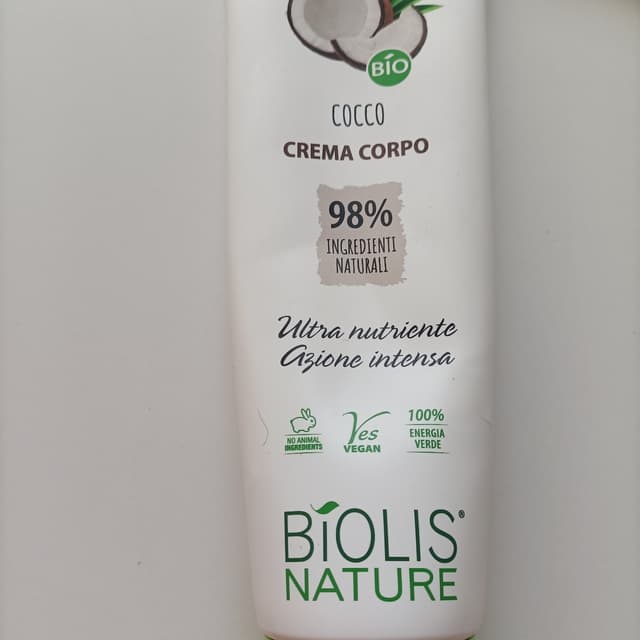 BIO
COCCO
CREMA CORPO
98%
INGREDIENTI
NATURALI
Ultra nutriente
Azione intensa
NO ANIMAL
INGREDIENTS
Yes
VEGAN
100%
ENERGIA
VERDE
BiOLIS®
NATURE